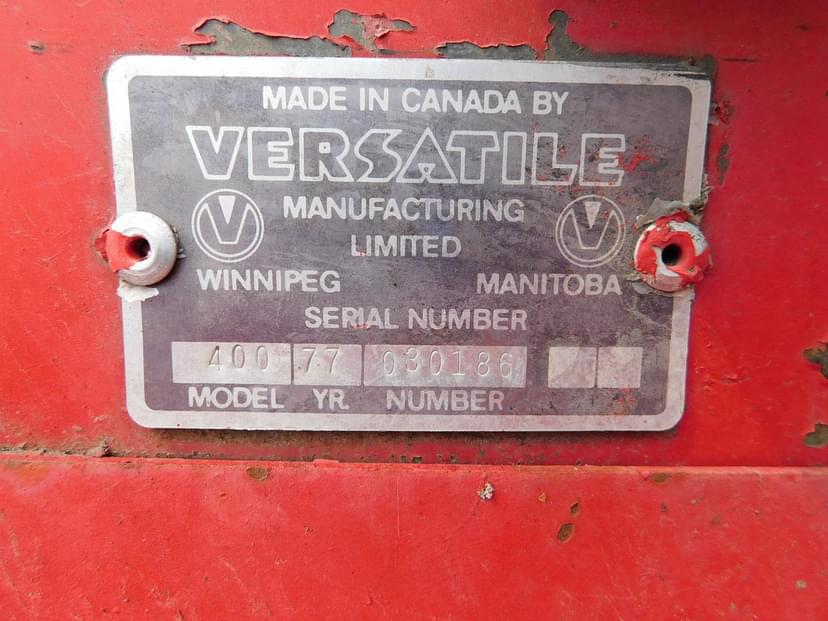 MADE IN CANADA BY
VERSATILE
MANUFACTURING
LIMITED
WINNIPEG MANITOBA
SERIAL NUMBER
400 77 030186
MODEL YR. NUMBER